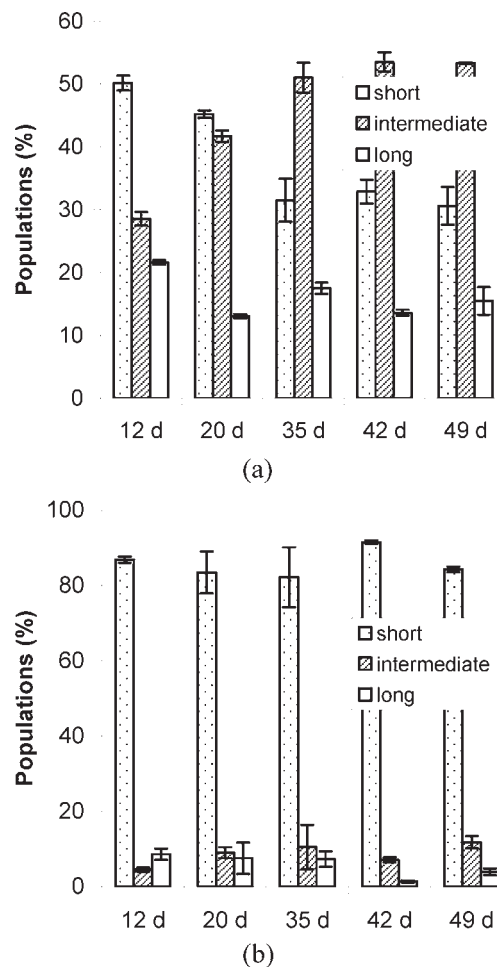 60
50
40
30
20
10
0
Populations (%)
short
intermediate
long
12 d 20 d 35 d 42 d 49 d
(a)
100
80
60
40
20
0
Populations (%)
short
intermediate
long
12 d 20 d 35 d 42 d 49 d
(b)